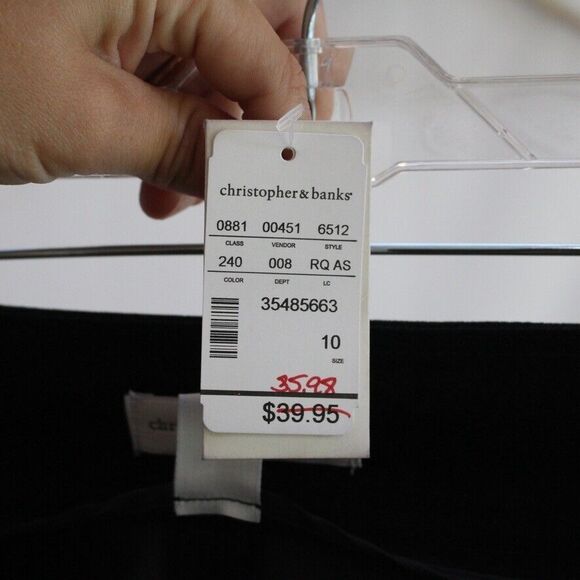 christopher & banks
0881 00451 6512
CLASS VENDOR STYLE
240 008 RQ AS
COLOR DEPT LC
35485663
10
SIZE
35.98
$39.95
chri